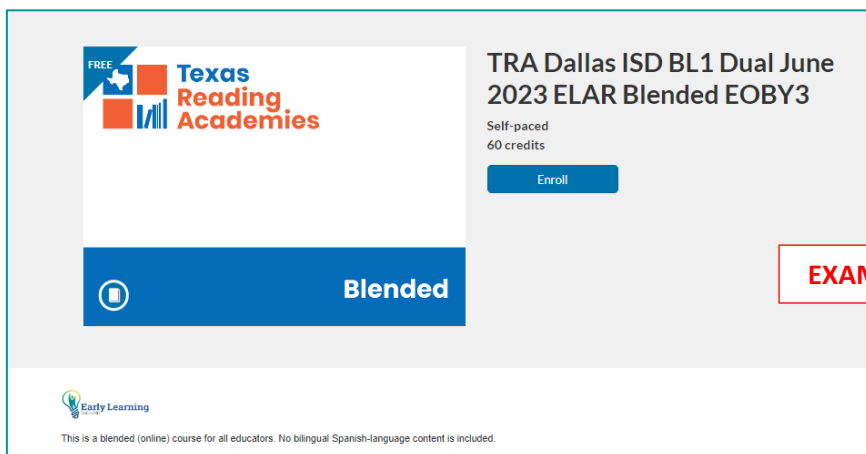 FREE
Texas
Reading
Academies
Blended
TRA Dallas ISD BL1 Dual June
2023 ELAR Blended EOBY3
Self-paced
60 credits
Enroll
EXAM
Early Learning
This is a blended (online) course for all educators. No bilingual Spanish-language content is included.